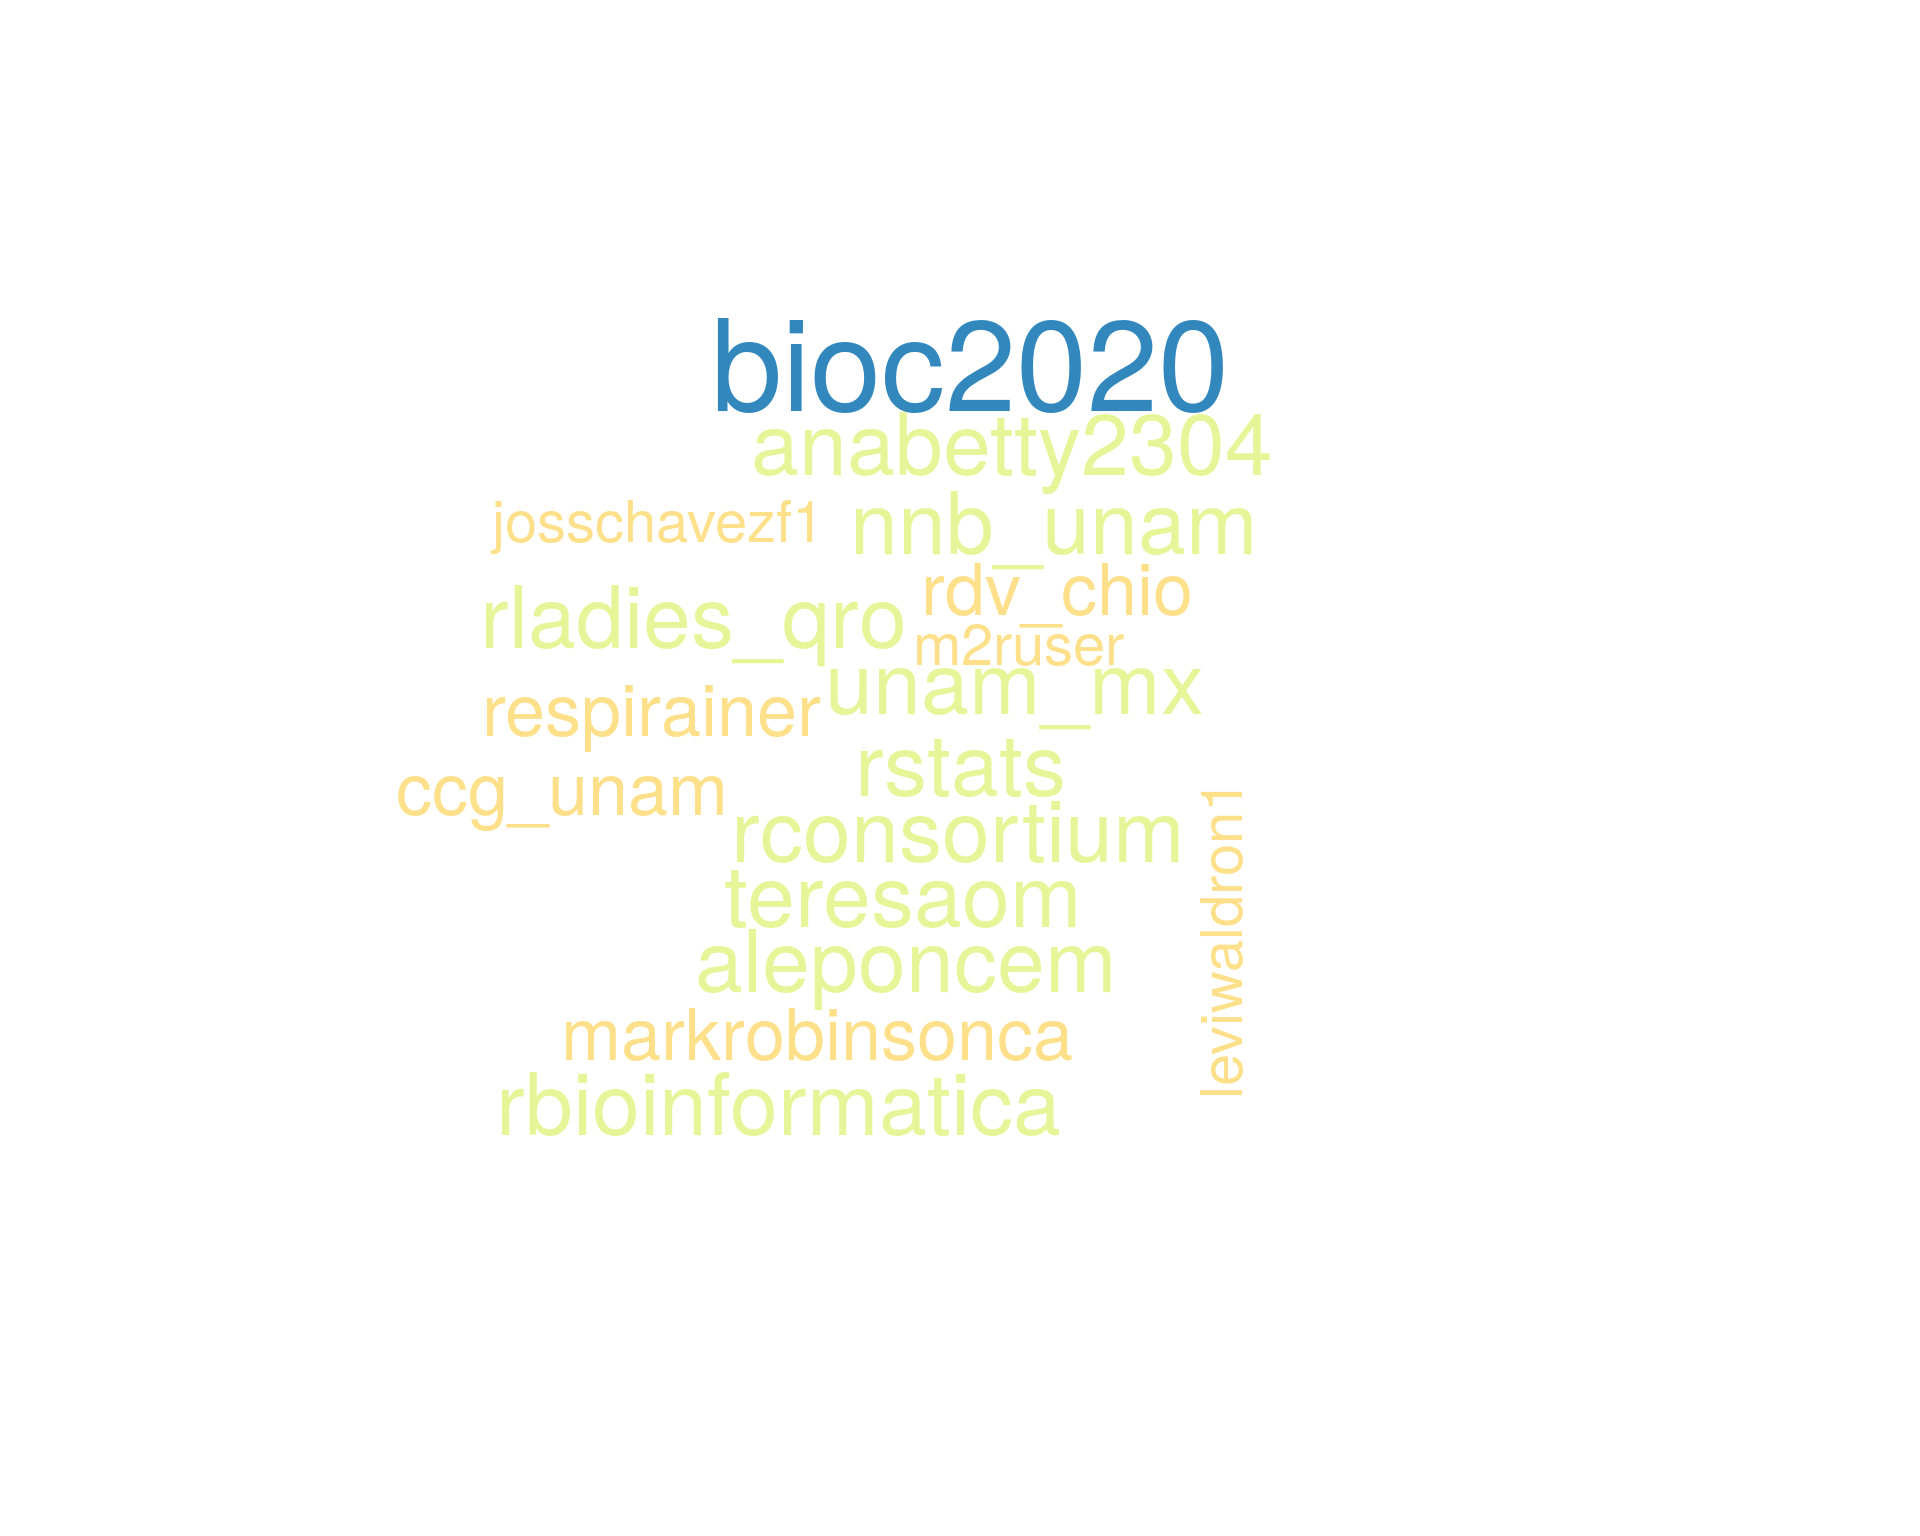 bioc2020
anabetty2304
josschavezf1
nnb_unam
rdv_chio
rladies_qro
m2ruser
unam_mx
respirainer
rstats
ccg_unam
rconsortium
teresaom
leviwaldron1
aleponcem
markrobinsonca
rbioinformatica